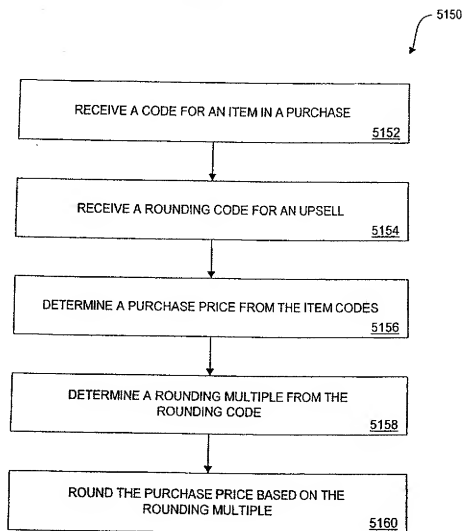 5150
RECEIVE A CODE FOR AN ITEM IN A PURCHASE
5152
RECEIVE A ROUNDING CODE FOR AN UPSELL
5154
DETERMINE A PURCHASE PRICE FROM THE ITEM CODES
5156
DETERMINE A ROUNDING MULTIPLE FROM THE
ROUNDING CODE
5158
ROUND THE PURCHASE PRICE BASED ON THE
ROUNDING MULTIPLE
5160